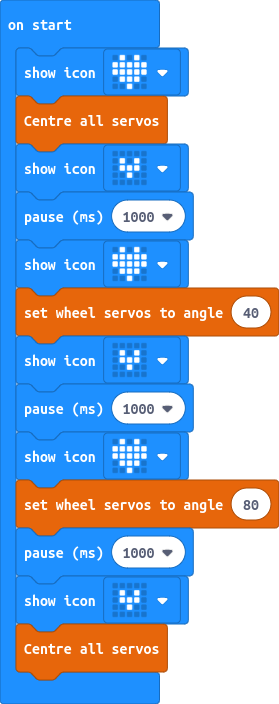 on start
show icon
Centre all servos
show icon
pause (ms) 1000
show icon
set wheel servos to angle 40
show icon
pause (ms) 1000
show icon
set wheel servos to angle 80
pause (ms) 1000
show icon
Centre all servos